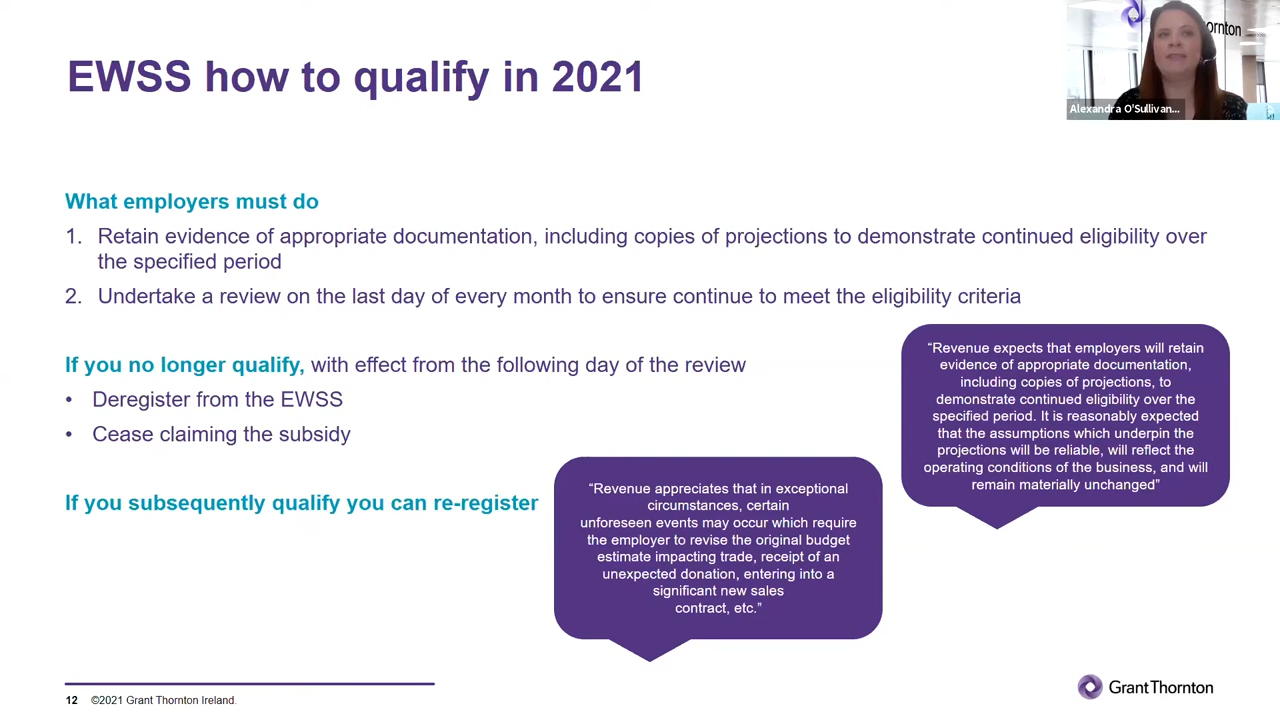 EWSS how to qualify in 2021
ornton
Alexandra O'Sullivan...
What employers must do
1. Retain evidence of appropriate documentation, including copies of projections to demonstrate continued eligibility over
the specified period
2. Undertake a review on the last day of every month to ensure continue to meet the eligibility criteria
If you no longer qualify, with effect from the following day of the review
• Deregister from the EWSS
• Cease claiming the subsidy
If you subsequently qualify you can re-register
“Revenue expects that employers will retain
evidence of appropriate documentation,
including copies of projections, to
demonstrate continued eligibility over the
specified period. It is reasonably expected
that the assumptions which underpin the
projections will be reliable, will reflect the
operating conditions of the business, and will
remain materially unchanged”
“Revenue appreciates that in exceptional
circumstances, certain
unforeseen events may occur which require
the employer to revise the original budget
estimate impacting trade, receipt of an
unexpected donation, entering into a
significant new sales
contract, etc.”
12 ©2021 Grant Thornton Ireland.
Grant Thornton